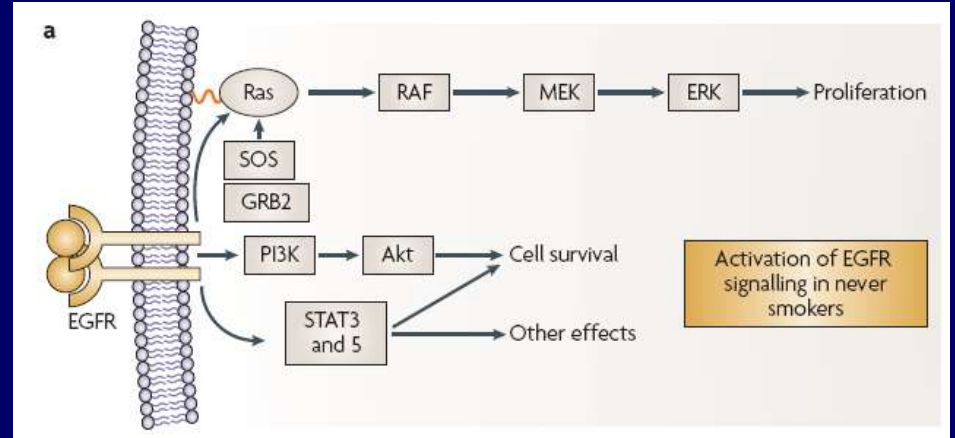 a
Ras
RAF
MEK
ERK
Proliferation
SOS
GRB2
PI3K
Akt
Cell survival
EGFR
STAT3
and 5
Other effects
Activation of EGFR
signalling in never
smokers